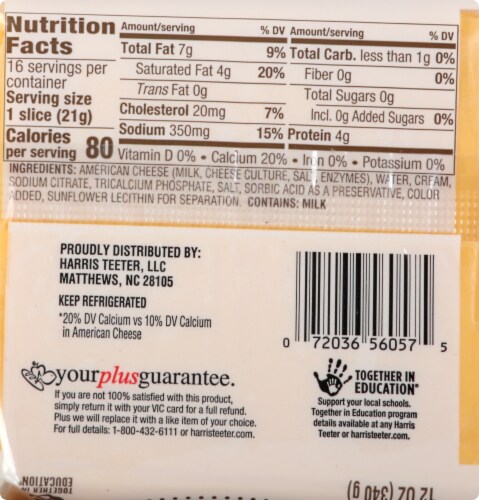 Nutrition Facts
16 servings per container
Serving size
1 slice (21g)
Calories per serving 80
Amount/serving % DV
Total Fat 7g 9%
Saturated Fat 4g 20%
Trans Fat 0g
Cholesterol 20mg 7%
Sodium 350mg 15%
Amount/serving % DV
Total Carb. less than 1g 0%
Fiber 0g 0%
Total Sugars 0g
Incl. 0g Added Sugars 0%
Protein 4g
Vitamin D 0% • Calcium 20% • Iron 0% • Potassium 0%
INGREDIENTS: AMERICAN CHEESE (MILK, CHEESE CULTURE, SALT, ENZYMES), WATER, CREAM,
SODIUM CITRATE, TRICALCIUM PHOSPHATE, SALT, SORBIC ACID AS A PRESERVATIVE, COLOR
ADDED, SUNFLOWER LECITHIN FOR SEPARATION. CONTAINS: MILK
PROUDLY DISTRIBUTED BY:
HARRIS TEETER, LLC
MATTHEWS, NC 28105
KEEP REFRIGERATED
*20% DV Calcium vs 10% DV Calcium
in American Cheese
0 72036 56057 5
yourplusguarantee.
If you are not 100% satisfied with this product,
simply return it with your VIC card for a full refund.
Plus we will replace it with a like item of your choice.
For full details: 1-800-432-6111 or harristeeter.com.
TOGETHER IN
EDUCATION®
Support your local schools.
Together in Education program
details available at any Harris
Teeter or harristeeter.com.
TOGETHER IN
EDUCATION
12 OZ (340 g)